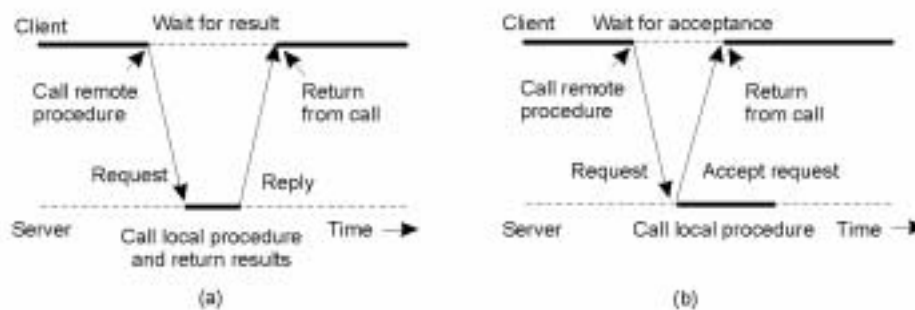 Client
Wait for result
Call remote
procedure
Return
from call
Request
Reply
Server
Call local procedure
and return results
Time
(a)
Client
Wait for acceptance
Call remote
procedure
Return
from call
Request
Accept request
Server
Call local procedure
Time
(b)